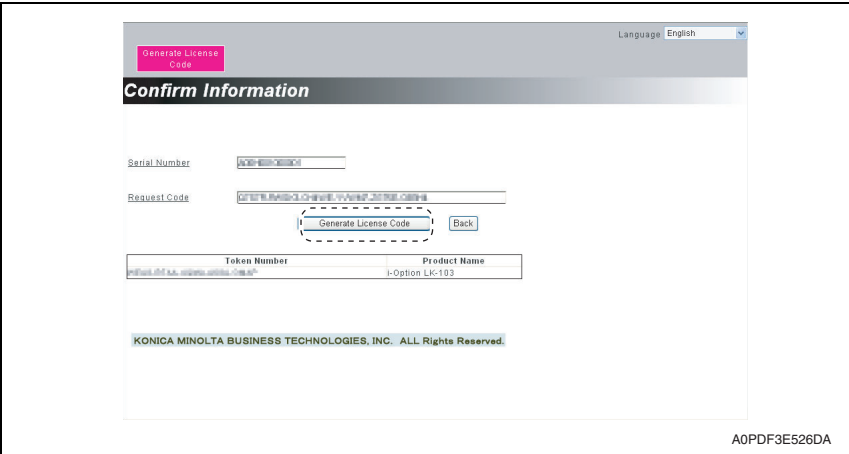 Language English
Generate License
Code
Confirm Information
Serial Number
Request Code
Generate License Code Back
Token Number Product Name
i-Option LK-103
KONICA MINOLTA BUSINESS TECHNOLOGIES, INC. ALL Rights Reserved.
A0PDF3E526DA